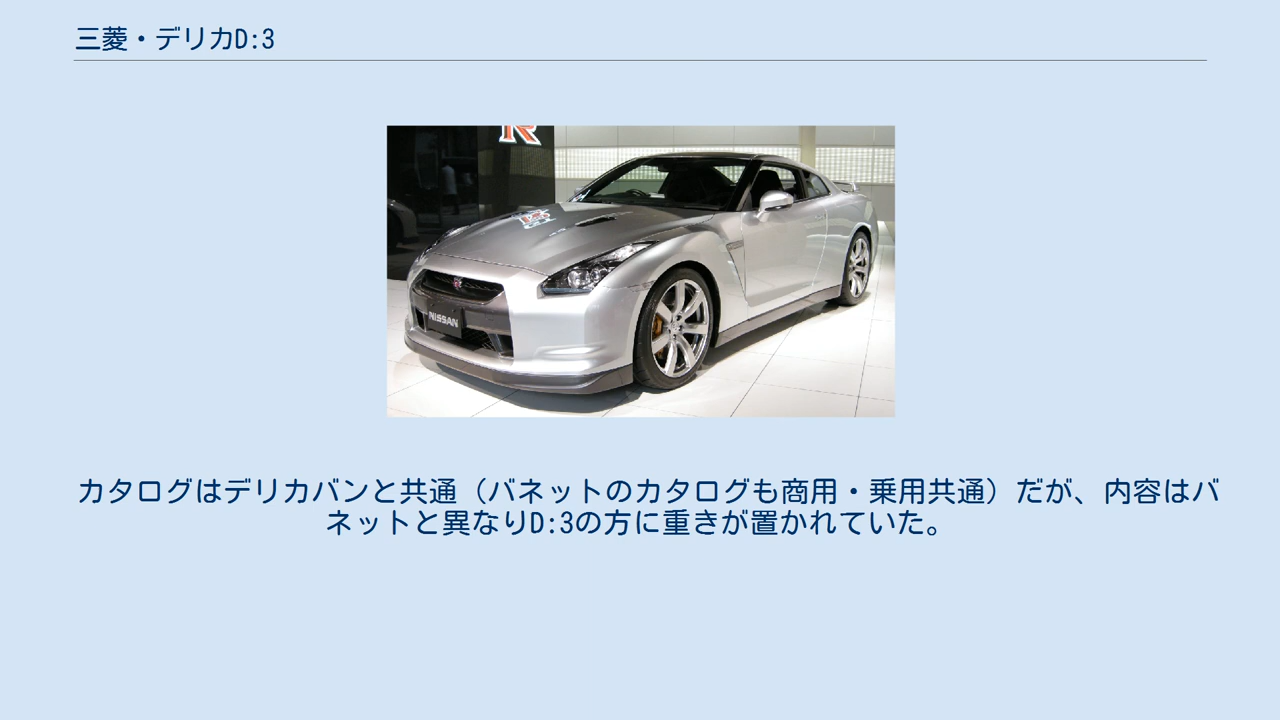 三菱・デリカD:3
R
NISSAN
カタログはデリカバンと共通（バネットのカタログも商用・乗用共通）だが、内容はバ
ネットと異なりD:3の方に重きが置かれていた。